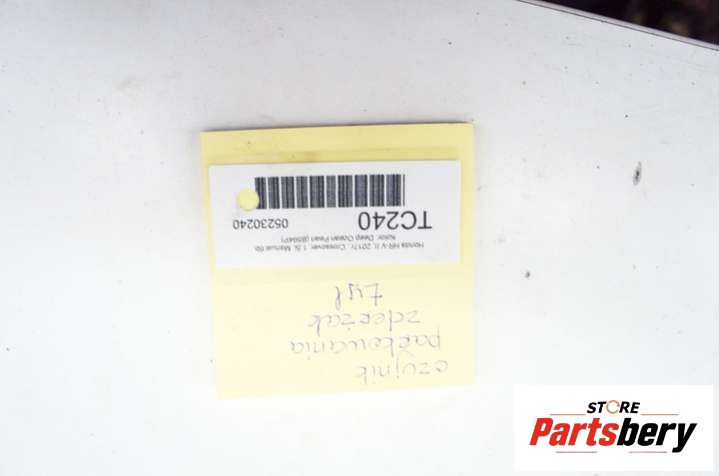 czujnik
parkowania
zderzak
tył
Honda HR-V II, 2017r., Crossover, 1.5i, Manual 6b
Kolor: Deep Ocean Pearl (B594P)
TC240
05230240
STORE
Partsbery